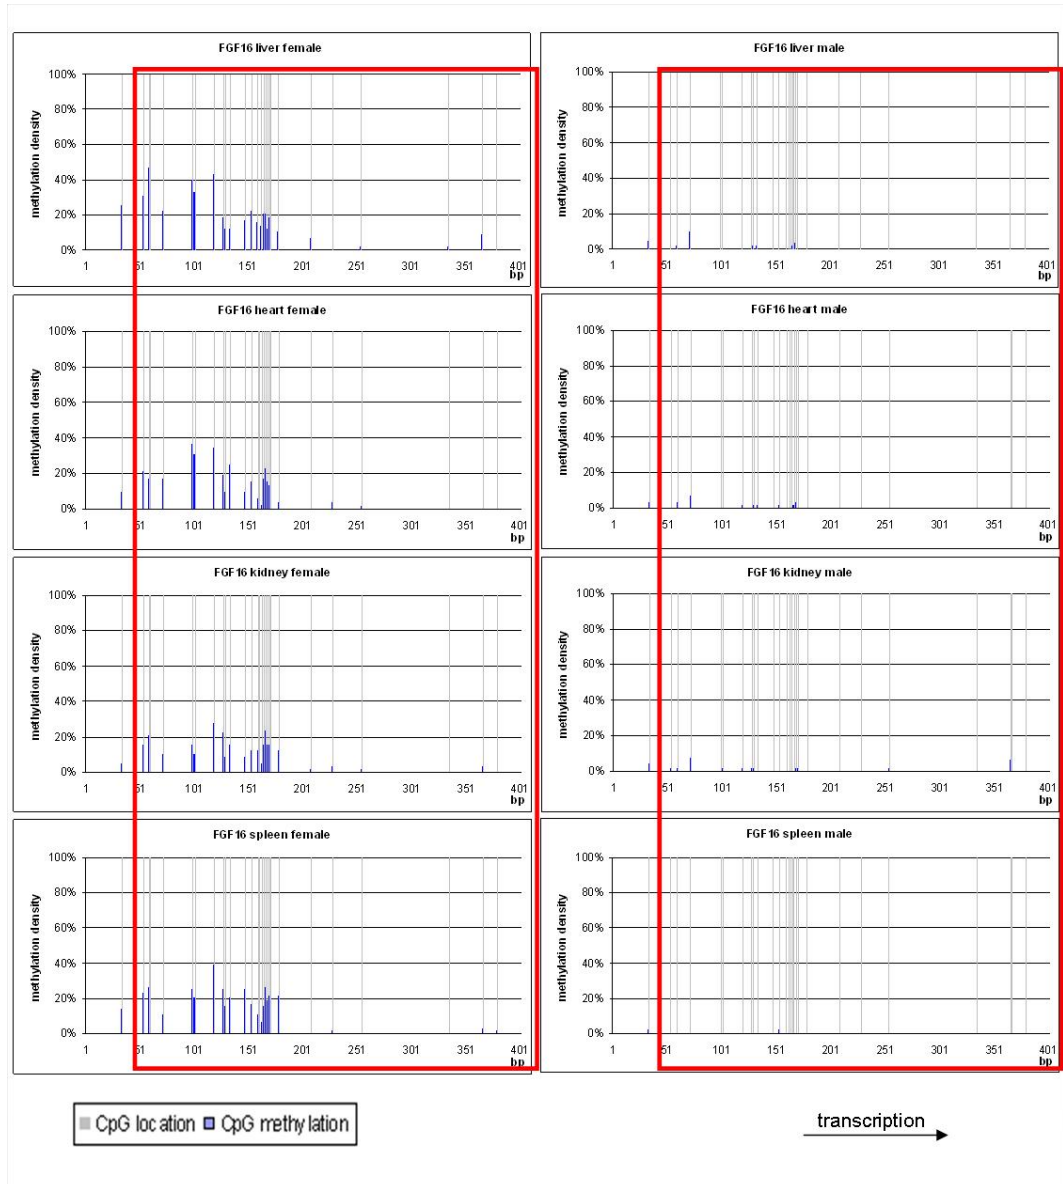 FGF16 liver female
100%
80%
60%
40%
20%
0%
methylation density
1 51 101 151 201 251 301 351 401
bp
FGF16 liver male
100%
80%
60%
40%
20%
0%
methylation density
1 51 101 151 201 251 301 351 401
bp
FGF16 heart female
100%
80%
60%
40%
20%
0%
methylation density
1 51 101 151 201 251 301 351 401
bp
FGF16 heart male
100%
80%
60%
40%
20%
0%
methylation density
1 51 101 151 201 251 301 351 401
bp
FGF16 kidney female
100%
80%
60%
40%
20%
0%
methylation density
1 51 101 151 201 251 301 351 401
bp
FGF16 kidney male
100%
80%
60%
40%
20%
0%
methylation density
1 51 101 151 201 251 301 351 401
bp
FGF16 spleen female
100%
80%
60%
40%
20%
0%
methylation density
1 51 101 151 201 251 301 351 401
bp
FGF16 spleen male
100%
80%
60%
40%
20%
0%
methylation density
1 51 101 151 201 251 301 351 401
bp
CpG location CpG methylation
transcription